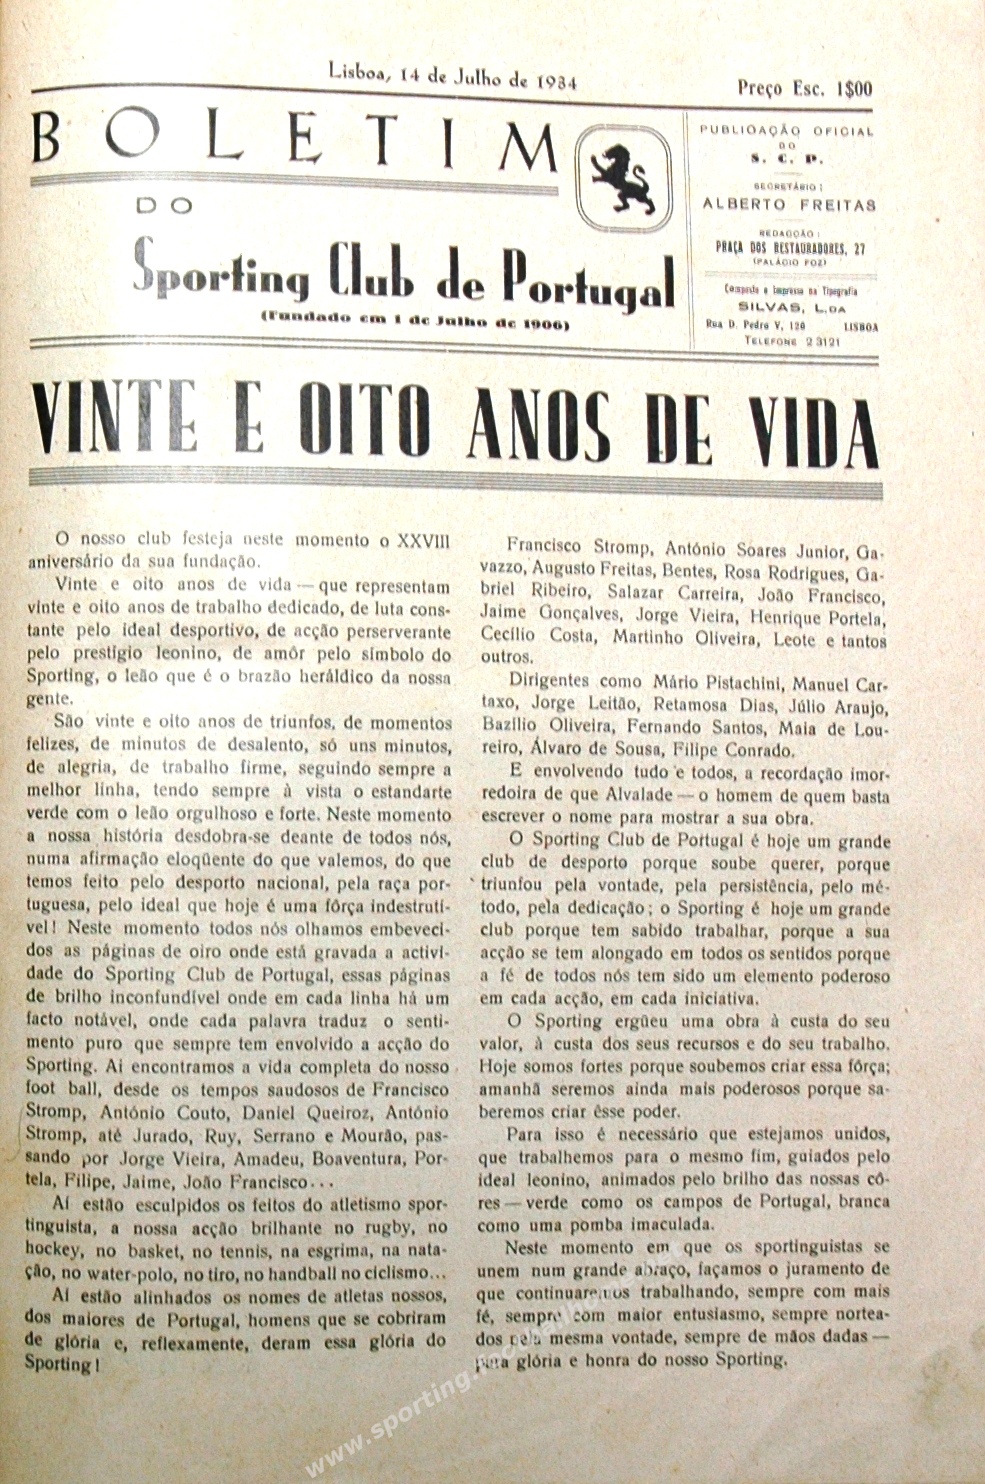 Lisboa, 14 de Julho de 1934
Preço Esc. 1$00
BOLETIM
DO
Sporting Club de Portugal
(Fundado em 1 de Julho de 1906)
PUBLICAÇÃO OFICIAL
DO
S. C. P.
SECRETÁRIO:
ALBERTO FREITAS
REDACÇÃO:
PRAÇA DOS RESTAURADORES, 27
(PALÁCIO FOZ)
Composto e Impresso na Tipografia
SILVAS, L.DA
Rua D. Pedro V, 126 LISBOA
TELEFONE 2 3121
VINTE E OITO ANOS DE VIDA
O nosso club festeja neste momento o XXVIII
aniversário da sua fundação.
Vinte e oito anos de vida — que representam
vinte e oito anos de trabalho dedicado, de luta cons-
tante pelo ideal desportivo, de acção perserverante
pelo prestígio leonino, de amôr pelo símbolo do
Sporting, o leão que é o brazão heráldico da nossa
gente.
São vinte e oito anos de triunfos, de momentos
felizes, de minutos de desalento, só uns minutos,
de alegria, de trabalho firme, seguindo sempre a
melhor linha, tendo sempre à vista o estandarte
verde com o leão orgulhoso e forte. Neste momento
a nossa história desdobra-se deante de todos nós,
numa afirmação eloqüente do que valemos, do que
temos feito pelo desporto nacional, pela raça por-
tuguesa, pelo ideal que hoje é uma fôrça indestrutí-
vel! Neste momento todos nós olhamos embeveci-
dos as páginas de oiro onde está gravada a activi-
dade do Sporting Club de Portugal, essas páginas
de brilho inconfundível onde em cada linha há um
facto notável, onde cada palavra traduz o senti-
mento puro que sempre tem envolvido a acção do
Sporting. Aí encontramos a vida completa do nosso
foot ball, desde os tempos saudosos de Francisco
Stromp, António Couto, Daniel Queiroz, António
Stromp, até Jurado, Ruy, Serrano e Mourão, pas-
sando por Jorge Vieira, Amadeu, Boaventura, Por-
tela, Filipe, Jaime, João Francisco...
Aí estão esculpidos os feitos do atletismo spor-
tinguista, a nossa acção brilhante no rugby, no
hockey, no basket, no tennis, na esgrima, na nata-
ção, no water-polo, no tiro, no handball no ciclismo...
Aí estão alinhados os nomes de atletas nossos,
dos maiores de Portugal, homens que se cobriram
de glória e, reflexamente, deram essa glória do
Sporting!
Francisco Stromp, António Soares Junior, Ga-
vazzo, Augusto Freitas, Bentes, Rosa Rodrigues, Ga-
briel Ribeiro, Salazar Carreira, João Francisco,
Jaime Gonçalves, Jorge Vieira, Henrique Portela,
Cecílio Costa, Martinho Oliveira, Leote e tantos
outros.
Dirigentes como Mário Pistachini, Manuel Car-
taxo, Jorge Leitão, Retamosa Dias, Júlio Araujo,
Bazilio Oliveira, Fernando Santos, Maia de Lou-
reiro, Álvaro de Sousa, Filipe Conrado.
E envolvendo tudo e todos, a recordação imor-
redoira de que Alvalade — o homem de quem basta
escrever o nome para mostrar a sua obra.
O Sporting Club de Portugal é hoje um grande
club de desporto porque soube querer, porque
triunfou pela vontade, pela persistência, pelo mé-
todo, pela dedicação; o Sporting é hoje um grande
club porque tem sabido trabalhar, porque a sua
acção se tem alongado em todos os sentidos porque
a fé de todos nós tem sido um elemento poderoso
em cada acção, em cada iniciativa.
O Sporting ergüeu uma obra à custa do seu
valor, à custa dos seus recursos e do seu trabalho.
Hoje somos fortes porque soubemos criar essa fôrça;
amanhã seremos ainda mais poderosos porque sa-
beremos criar êsse poder.
Para isso é necessário que estejamos unidos,
que trabalhemos para o mesmo fim, guiados pelo
ideal leonino, animados pelo brilho das nossas cô-
res — verde como os campos de Portugal, branca
como uma pomba imaculada.
Neste momento em que os sportinguistas se
unem num grande abraço, façamos o juramento de
que continuaremos trabalhando, sempre com mais
fé, sempre com maior entusiasmo, sempre nortea-
dos pela mesma vontade, sempre de mãos dadas —
pela glória e honra do nosso Sporting.